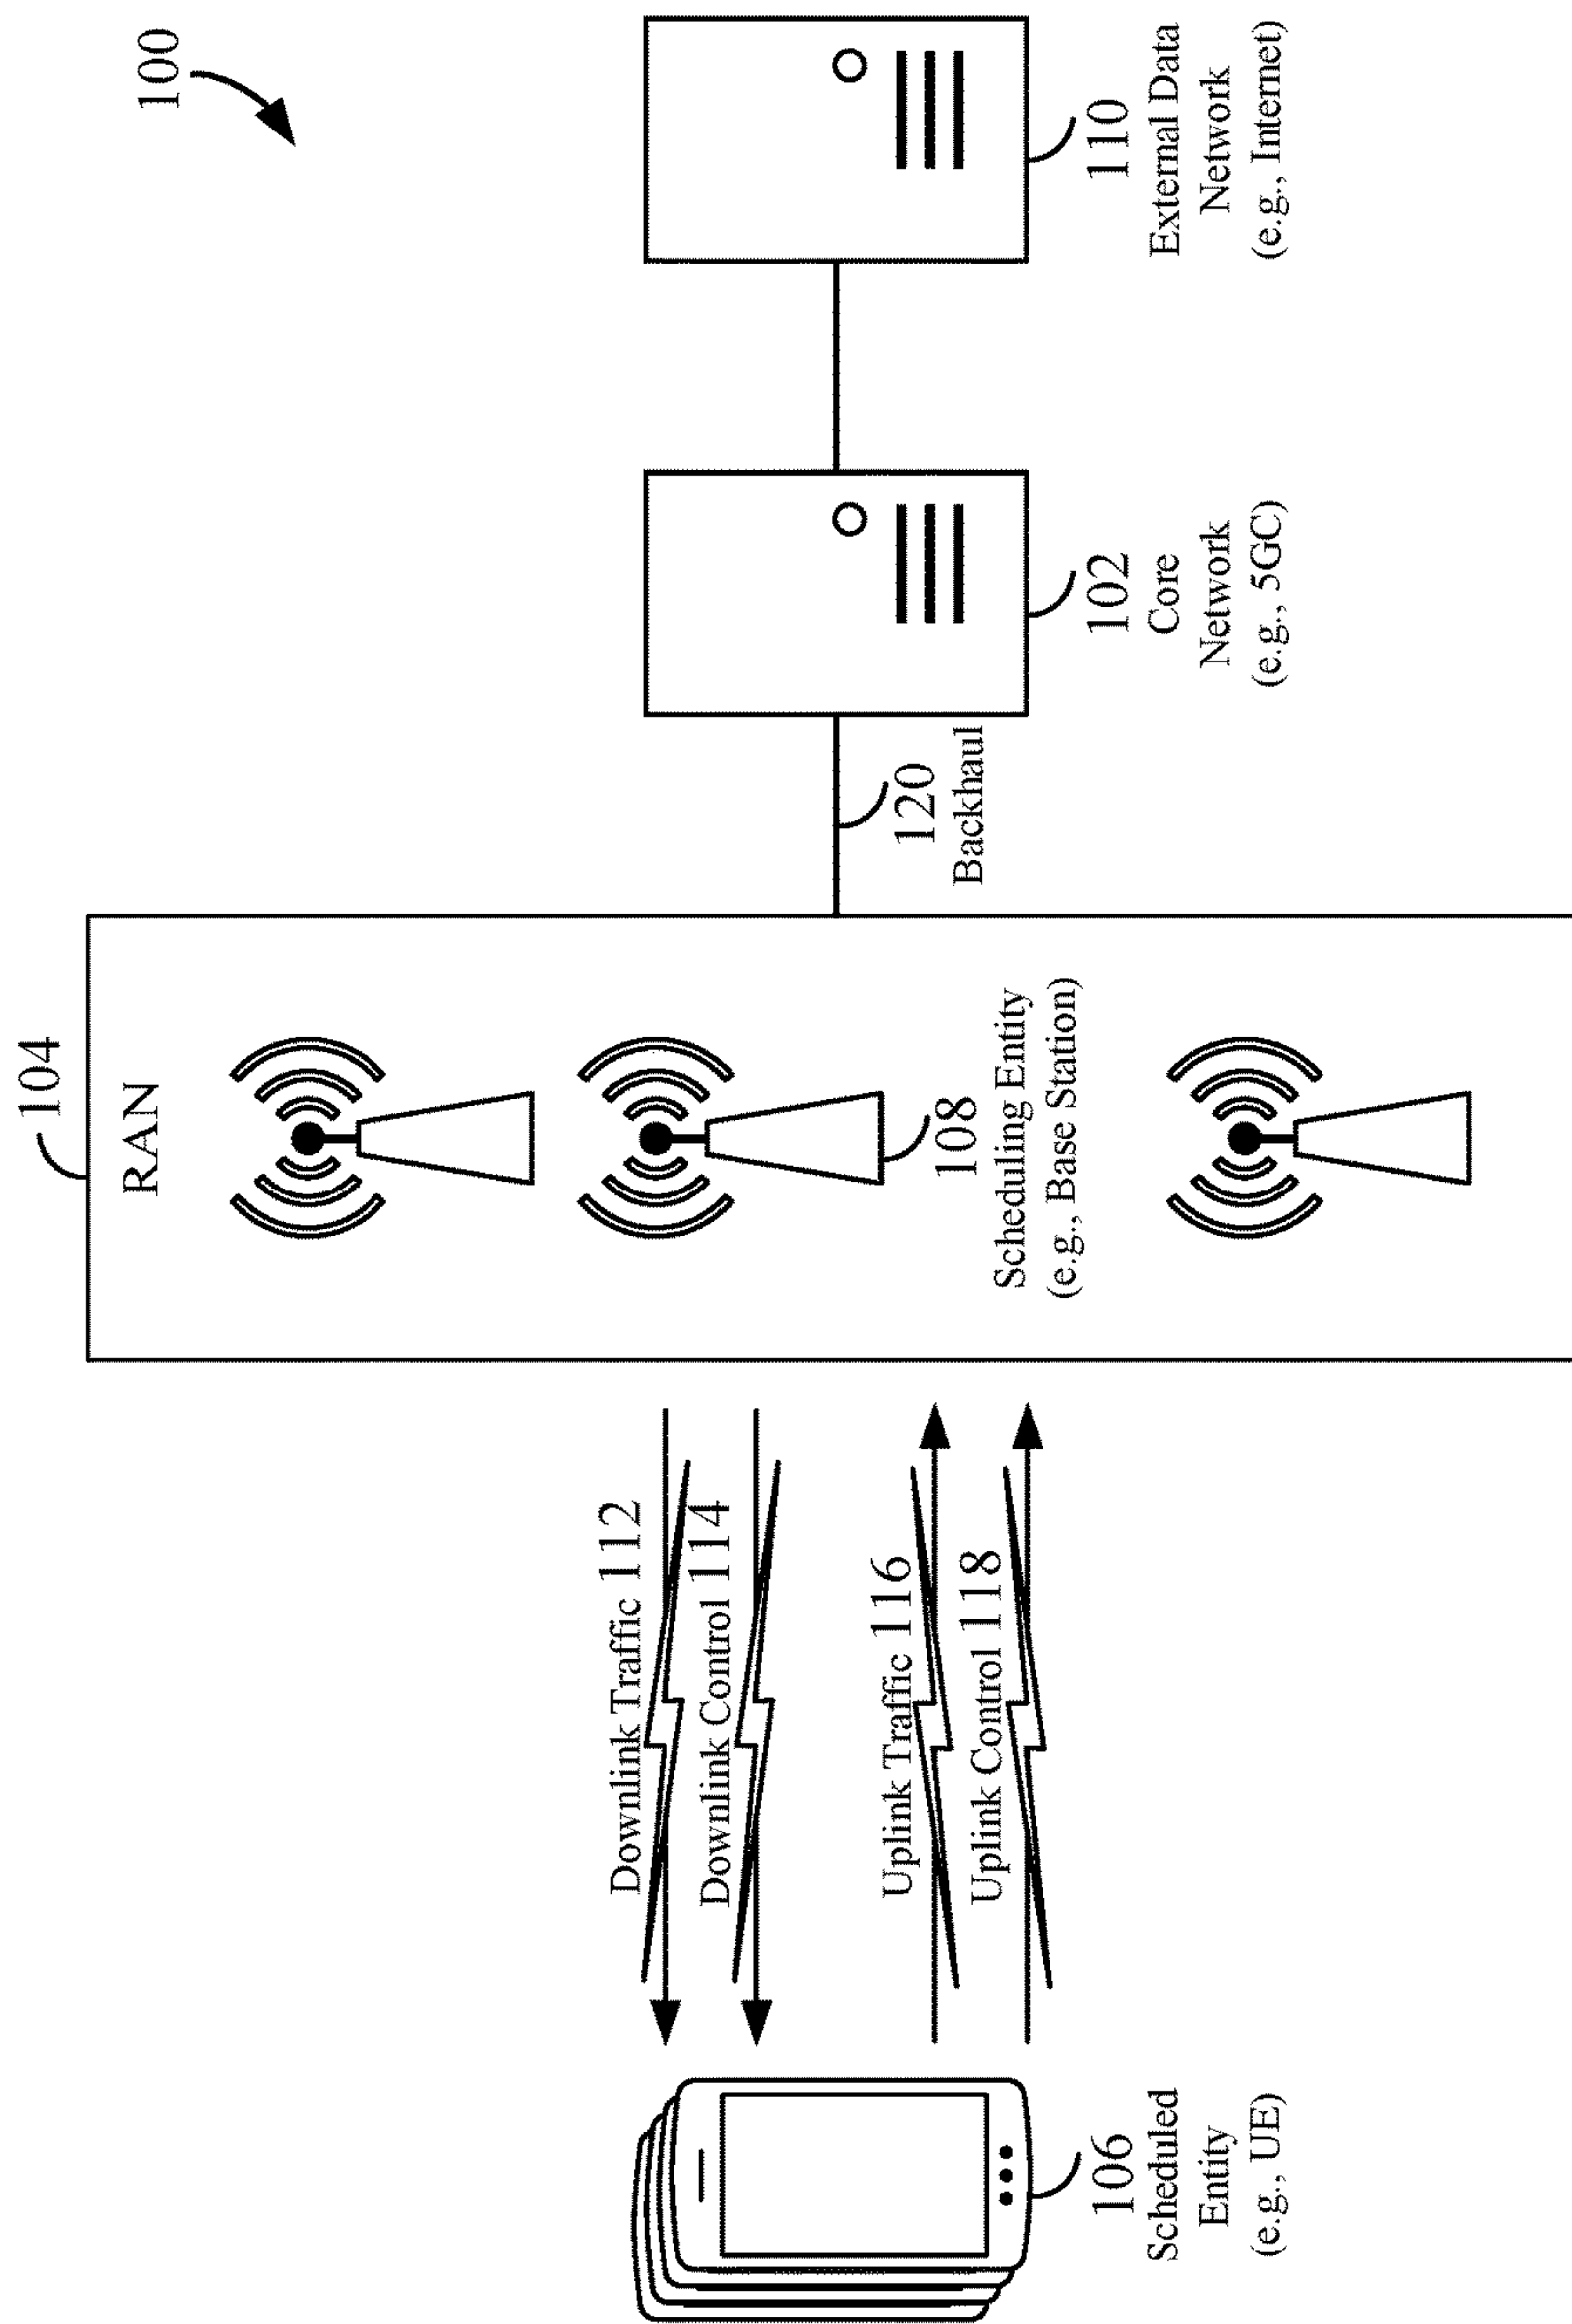 100
104
RAN
Downlink Traffic 112
Downlink Control 114
Uplink Traffic 116
Uplink Control 118
106
Scheduled
Entity
(e.g., UE)
108
Scheduling Entity
(e.g., Base Station)
120
Backhaul
102
Core
Network
(e.g., 5GC)
110
External Data
Network
(e.g., Internet)